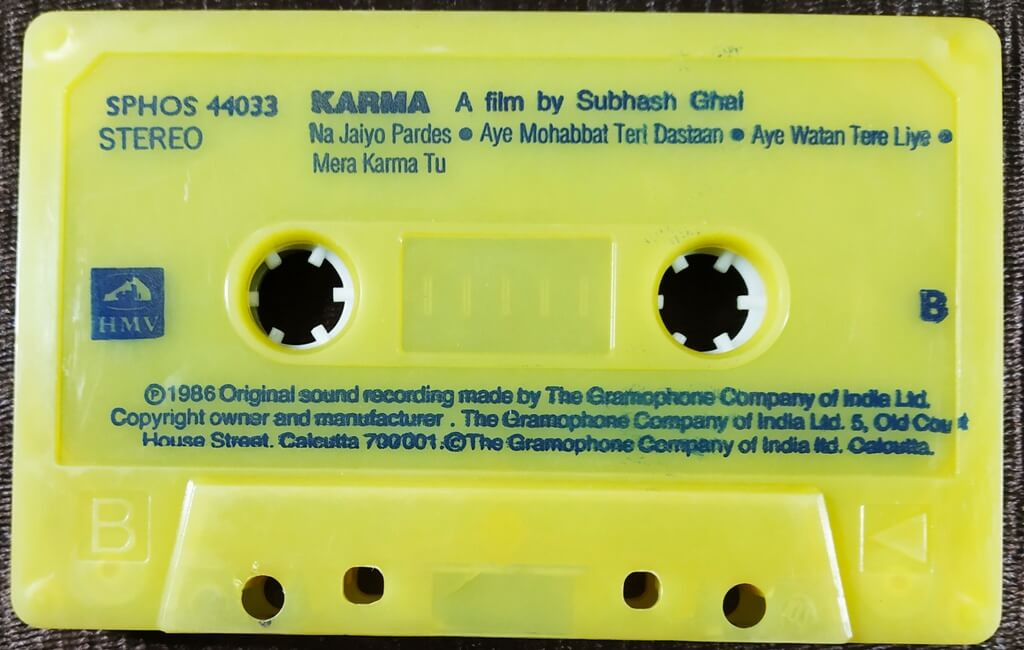 SPHOS 44033
STEREO
KARMA A film by Subhash Ghai
Na Jaiyo Pardes • Aye Mohabbat Teri Dastaan • Aye Watan Tere Liye •
Mera Karma Tu
HMV
B
℗1986 Original sound recording made by The Gramophone Company of India Ltd.
Copyright owner and manufacturer . The Gramophone Company of India Ltd. 5, Old Court
House Street. Calcutta 700001.©The Gramophone Company of India ltd. Calcutta.
B